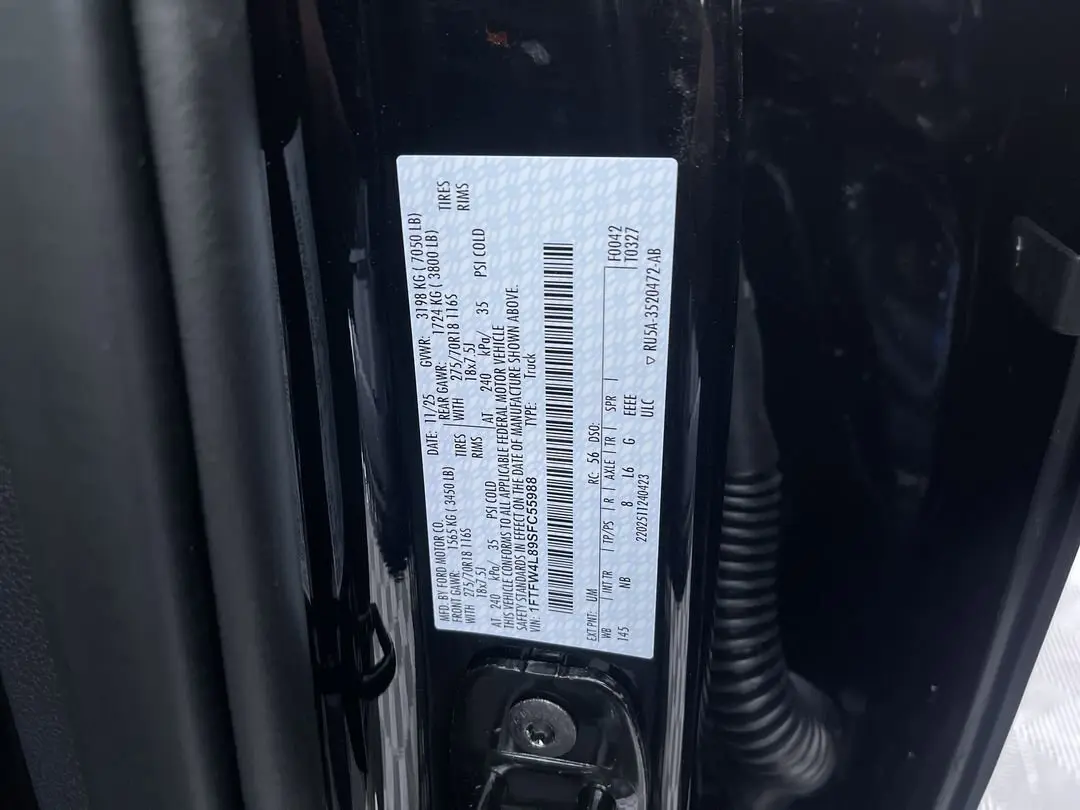 MFD. BY FORD MOTOR CO. DATE: 11/25 GVWR: 3198 KG ( 7050 LB)
FRONT GAWR: 1565 KG ( 3450 LB) REAR GAWR: 1724 KG ( 3800 LB)
WITH 275/70R18 116S TIRES WITH 275/70R18 116S TIRES
18x7.5J RIMS 18x7.5J RIMS
AT 240 kPa/ 35 PSI COLD AT 240 kPa/ 35 PSI COLD
THIS VEHICLE CONFORMS TO ALL APPLICABLE FEDERAL MOTOR VEHICLE
SAFETY STANDARDS IN EFFECT ON THE DATE OF MANUFACTURE SHOWN ABOVE.
VIN: 1FTFW4L89SFC55988 TYPE: Truck
EXT PNT: UM RC: 56 DSO: F0042
WB | INT TR | TP/PS | R | AXLE | TR | SPR | T0327
145 NB 8 L6 G EEEE
2202511240423 ULC ▽ RU5A-3520472-AB